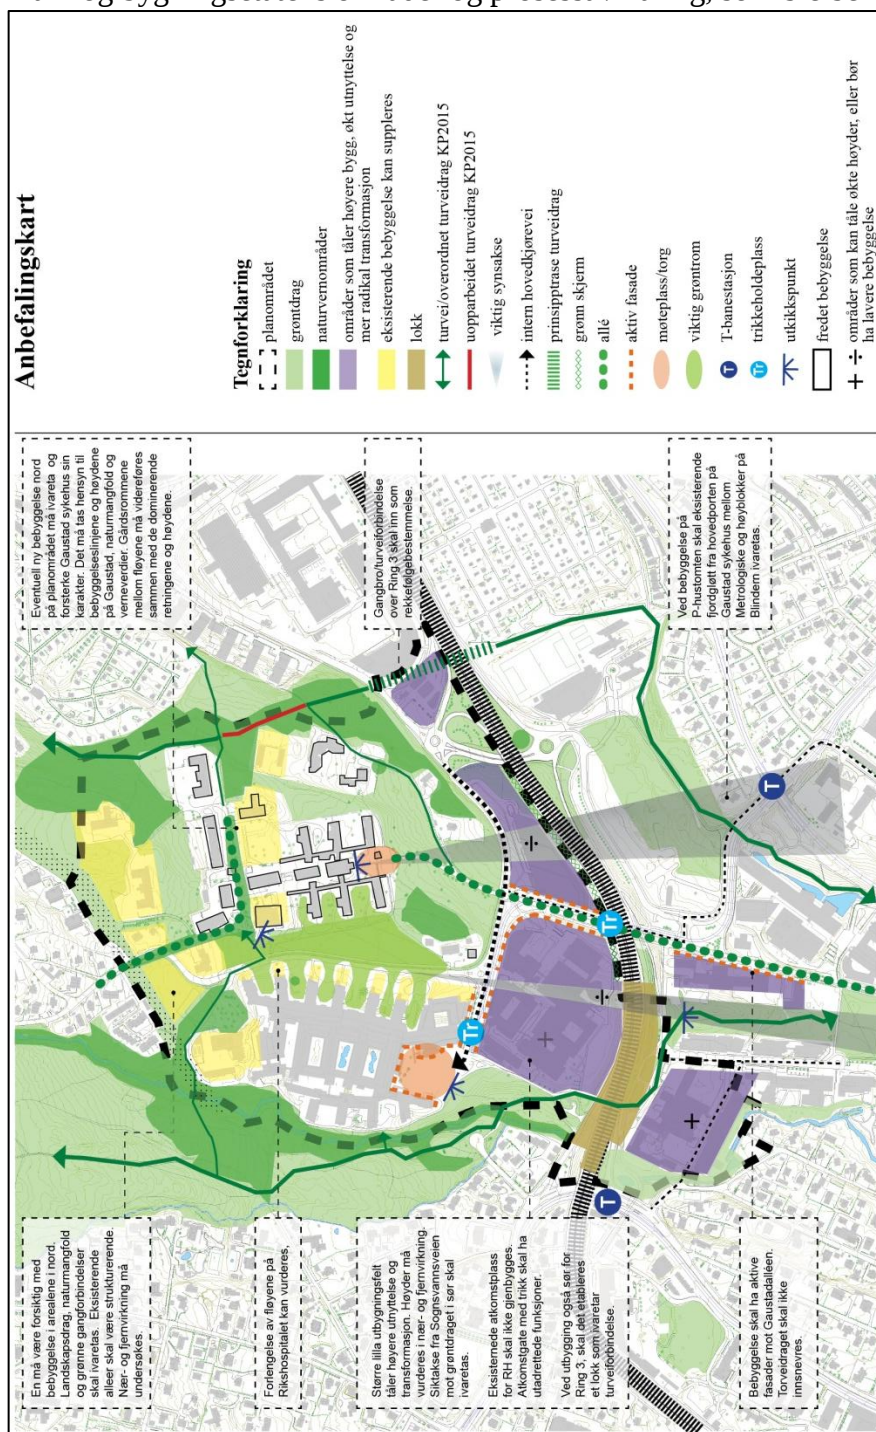 Anbefalingskart
Tegnforklaring
planområdet
grøntdrag
naturvernområder
områder som tåler høyere bygg, økt utnyttelse og
mer radikal transformasjon
eksisterende bebyggelse kan suppleres
lokk
turvei/overordnet turveidrag KP2015
uopparbeidet turveidrag KP2015
viktig synsakse
intern hovedkjørevei
prinsipptrase turveidrag
grønn skjerm
allé
aktiv fasade
møteplass/torg
viktig grøntrom
T T-banestasjon
Tr trikkeholdeplass
utkikkspunkt
fredet bebyggelse
+ ÷ områder som kan tåle økte høyder, eller bør
ha lavere bebyggelse
Eventuell ny bebyggelse nord
på planområdet må ivareta og
forsterke Gaustad sykehus sin
karakter. Det må tas hensyn til
bebyggelseslinjene og høydene
på Gaustad, naturmangfold og
verneverdier. Gårdsrommene
mellom fløyene må videreføres
sammen med de dominerende
retningene og høydene.
Gangbro/turveiforbindelse
over Ring 3 skal inn som
rekkefølgebestemmelse.
Ved bebyggelse på
P-hustomten skal eksisterende
fjordgløtt fra hovedporten på
Gaustad sykehus mellom
Metrologiske og høyblokker på
Blindern ivaretas.
T
÷
Tr
÷
Tr
+
+
T
En må være forsiktig med
bebyggelse i arealene i nord.
Landskapsdrag, naturmangfold
og grønne gangforbindelser
skal ivaretas. Eksisterende
alleer skal være strukturerende.
Nær- og fjernvirkning må
undersøkes.
Forlengelse av fløyene på
Rikshospitalet kan vurderes,
Større lilla utbygningsfelt
tåler høyere utnyttelse og
transformasjon. Høyder må
vurderes i nær- og fjernvirkning.
Siktakse fra Sognsvannsveien
mot grøntdraget i sør skal
ivaretas.
Eksisternede atkomstplass
for RH skal ikke gjenbygges.
Atkomstgate med trikk skal ha
utadrettede funksjoner.
Ved utbygging også sør for
Ring 3, skal det etableres
et lokk som ivaretar
turveiforbindelse.
Bebyggelse skal ha aktive
fasader mot Gaustadalléen.
Torveidraget skal ikke
innsnevres.